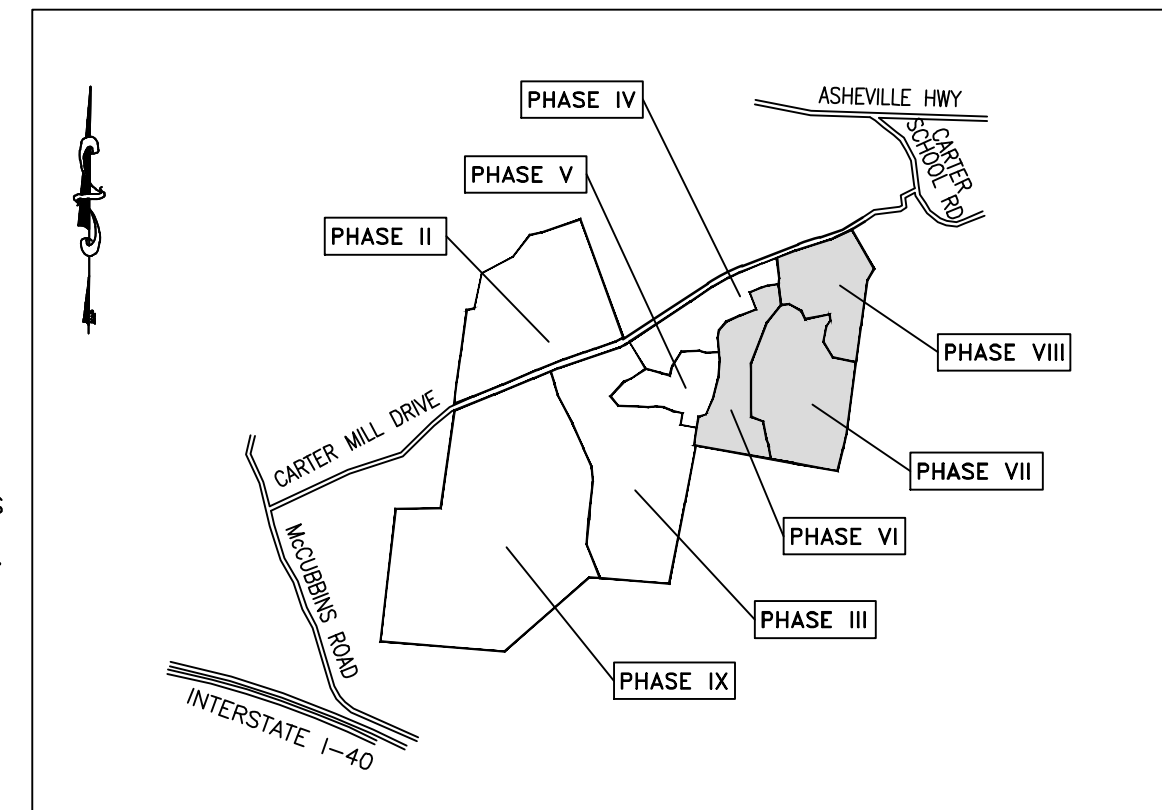 ASHEVILLE HWY
PHASE IV
CARTER
SCHOOL RD
PHASE V
PHASE II
PHASE VIII
CARTER MILL DRIVE
PHASE VII
PHASE VI
McCUBBINS ROAD
PHASE III
PHASE IX
INTERSTATE I-40